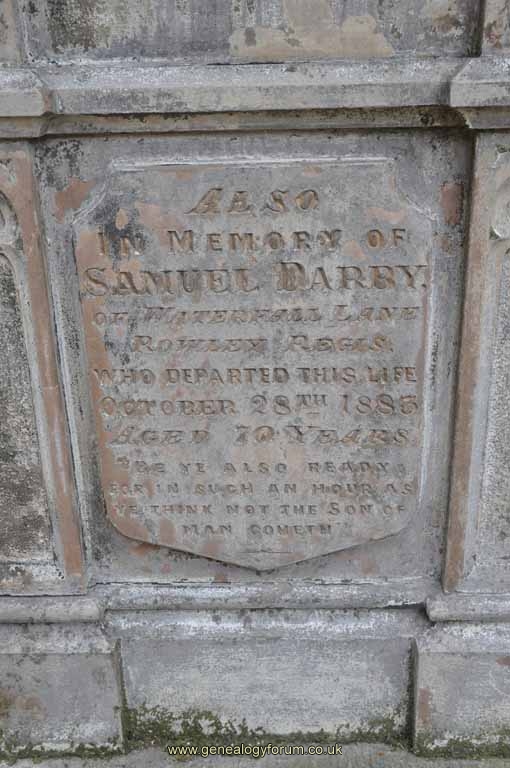 ALSO
IN MEMORY OF
SAMUEL DARBY,
OF WATERFALL LANE
ROWLEY REGIS.
WHO DEPARTED THIS LIFE
OCTOBER 28TH 1883
AGED 70 YEARS.
"BE YE ALSO READY:
FOR IN SUCH AN HOUR AS
YE THINK NOT THE SON OF
MAN COMETH"
www.genealogyforum.co.uk